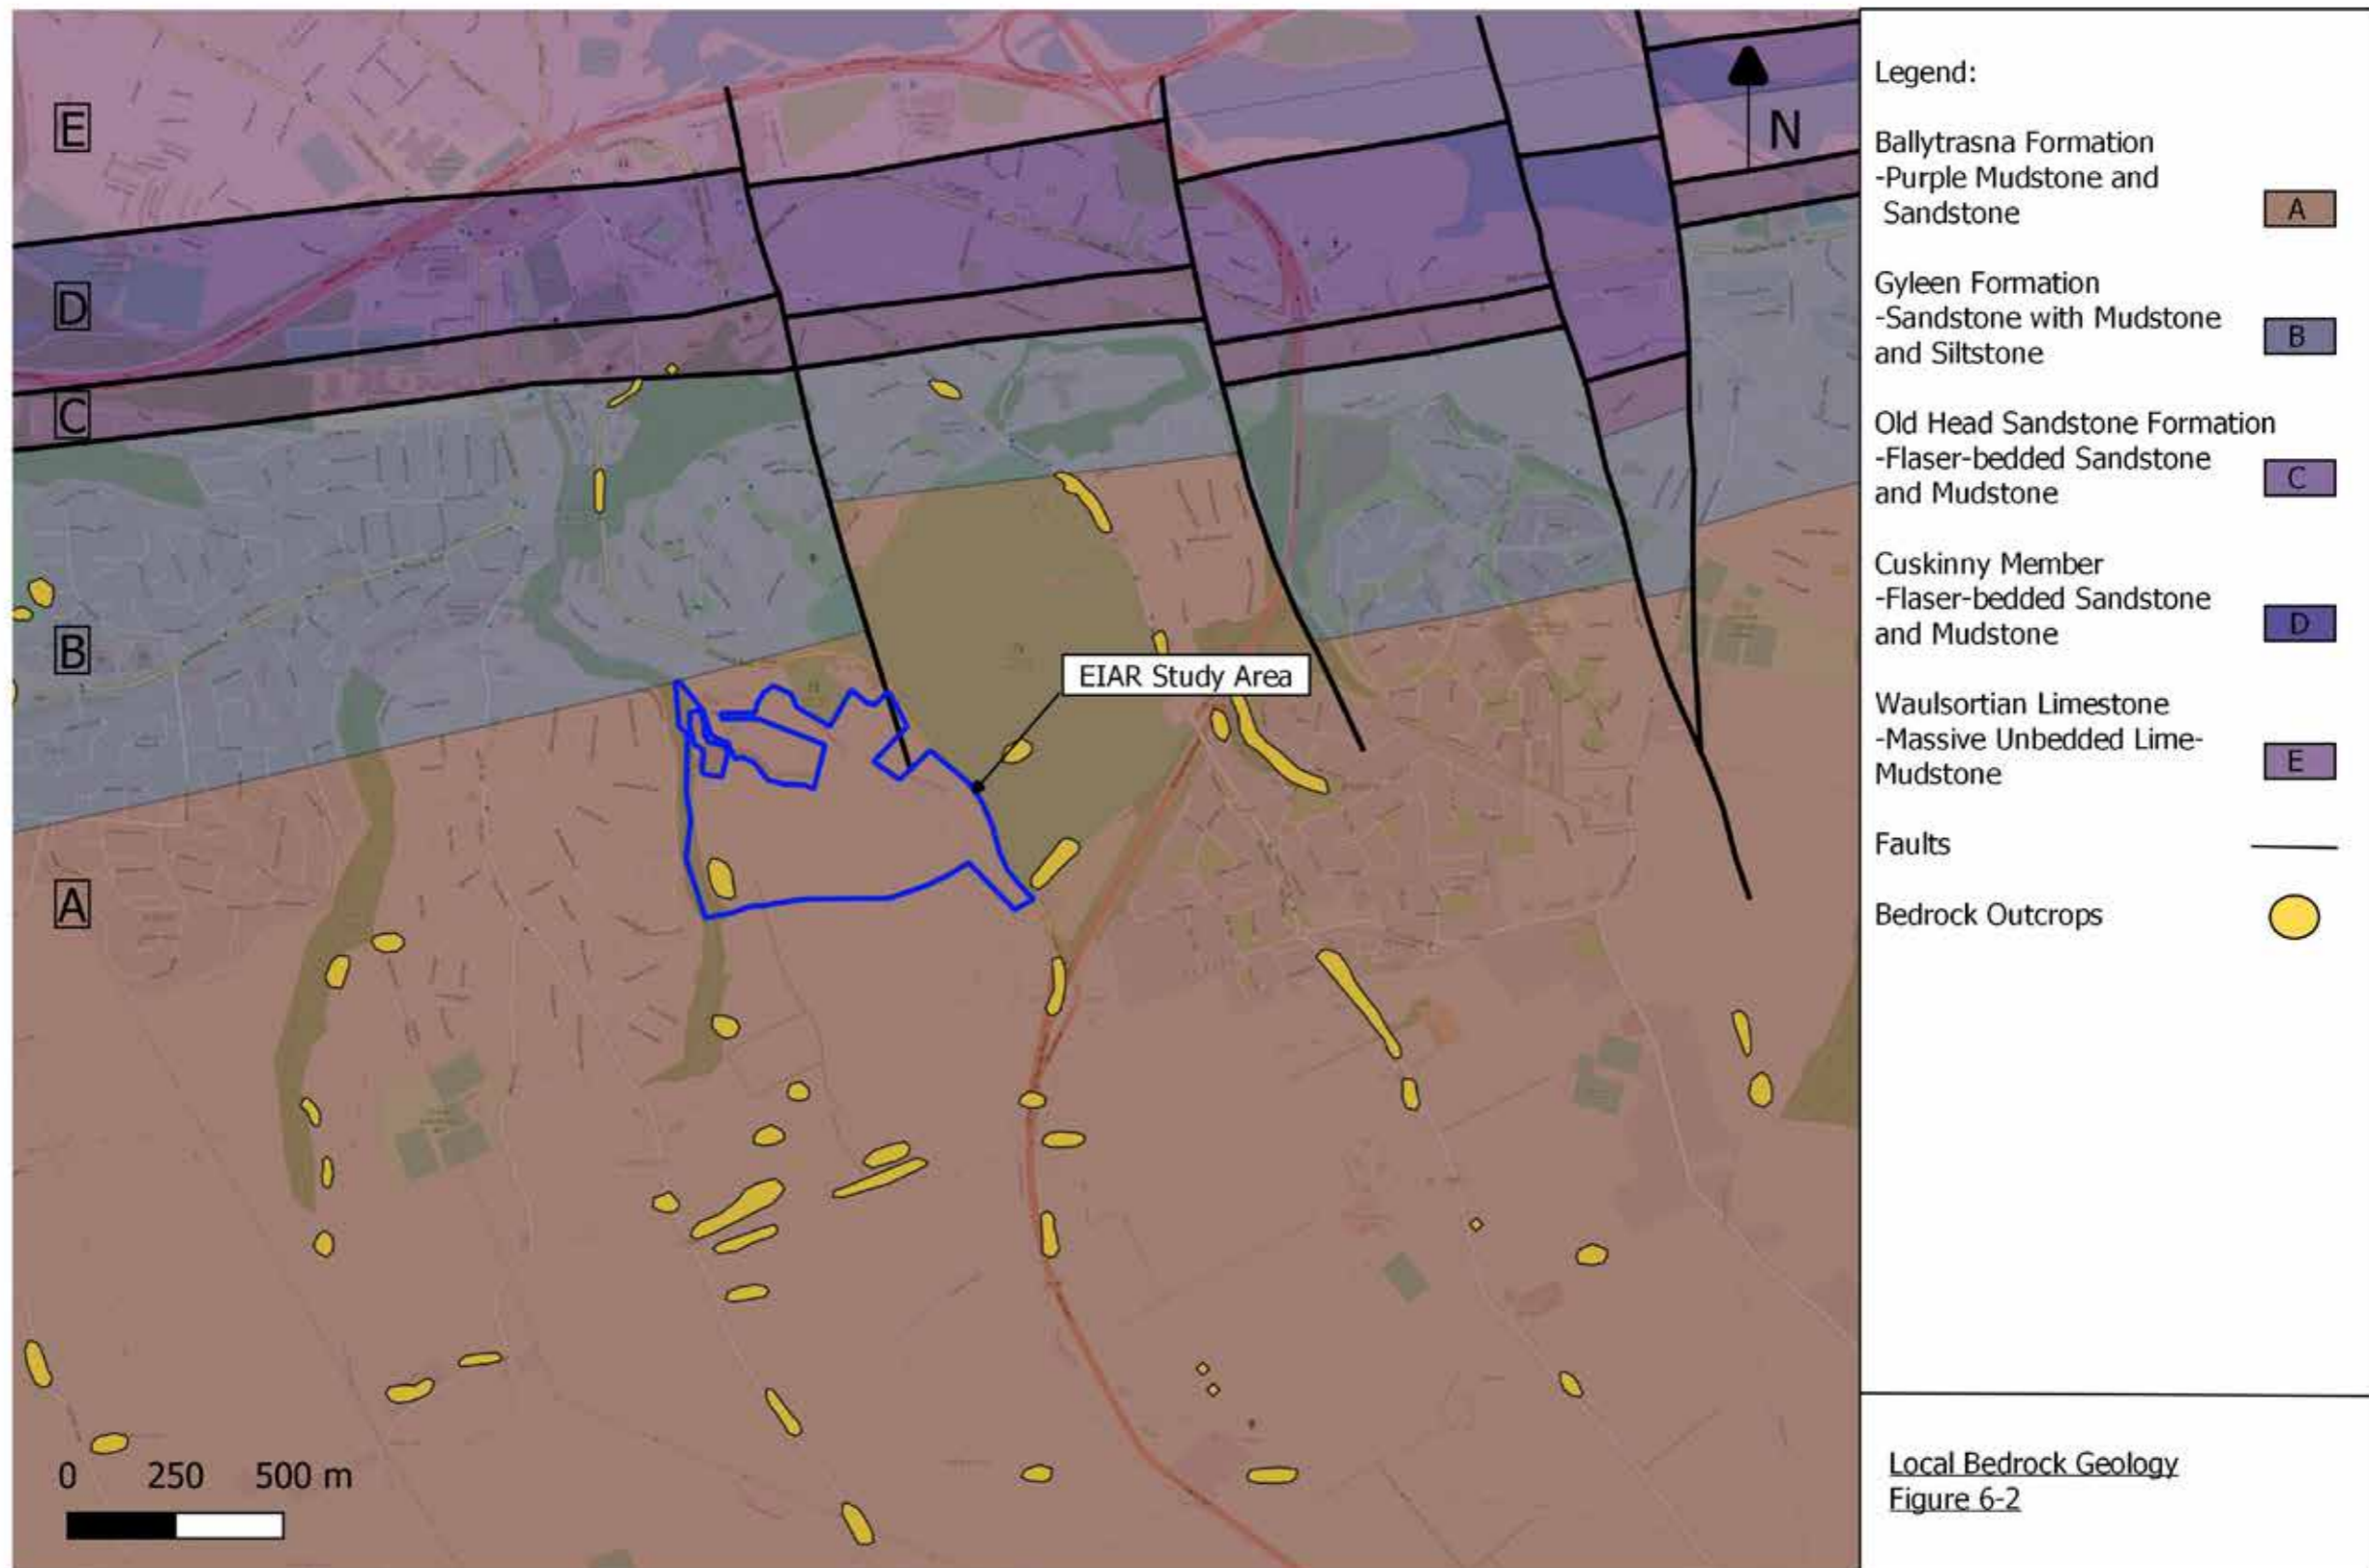 E
D
C
B
A
N
EIAR Study Area
0 250 500 m
Legend:
Ballytrasna Formation
-Purple Mudstone and
Sandstone
A
Gyleen Formation
-Sandstone with Mudstone
and Siltstone
B
Old Head Sandstone Formation
-Flaser-bedded Sandstone
and Mudstone
C
Cuskinny Member
-Flaser-bedded Sandstone
and Mudstone
D
Waulsortian Limestone
-Massive Unbedded Lime-
Mudstone
E
Faults
Bedrock Outcrops
Local Bedrock Geology
Figure 6-2